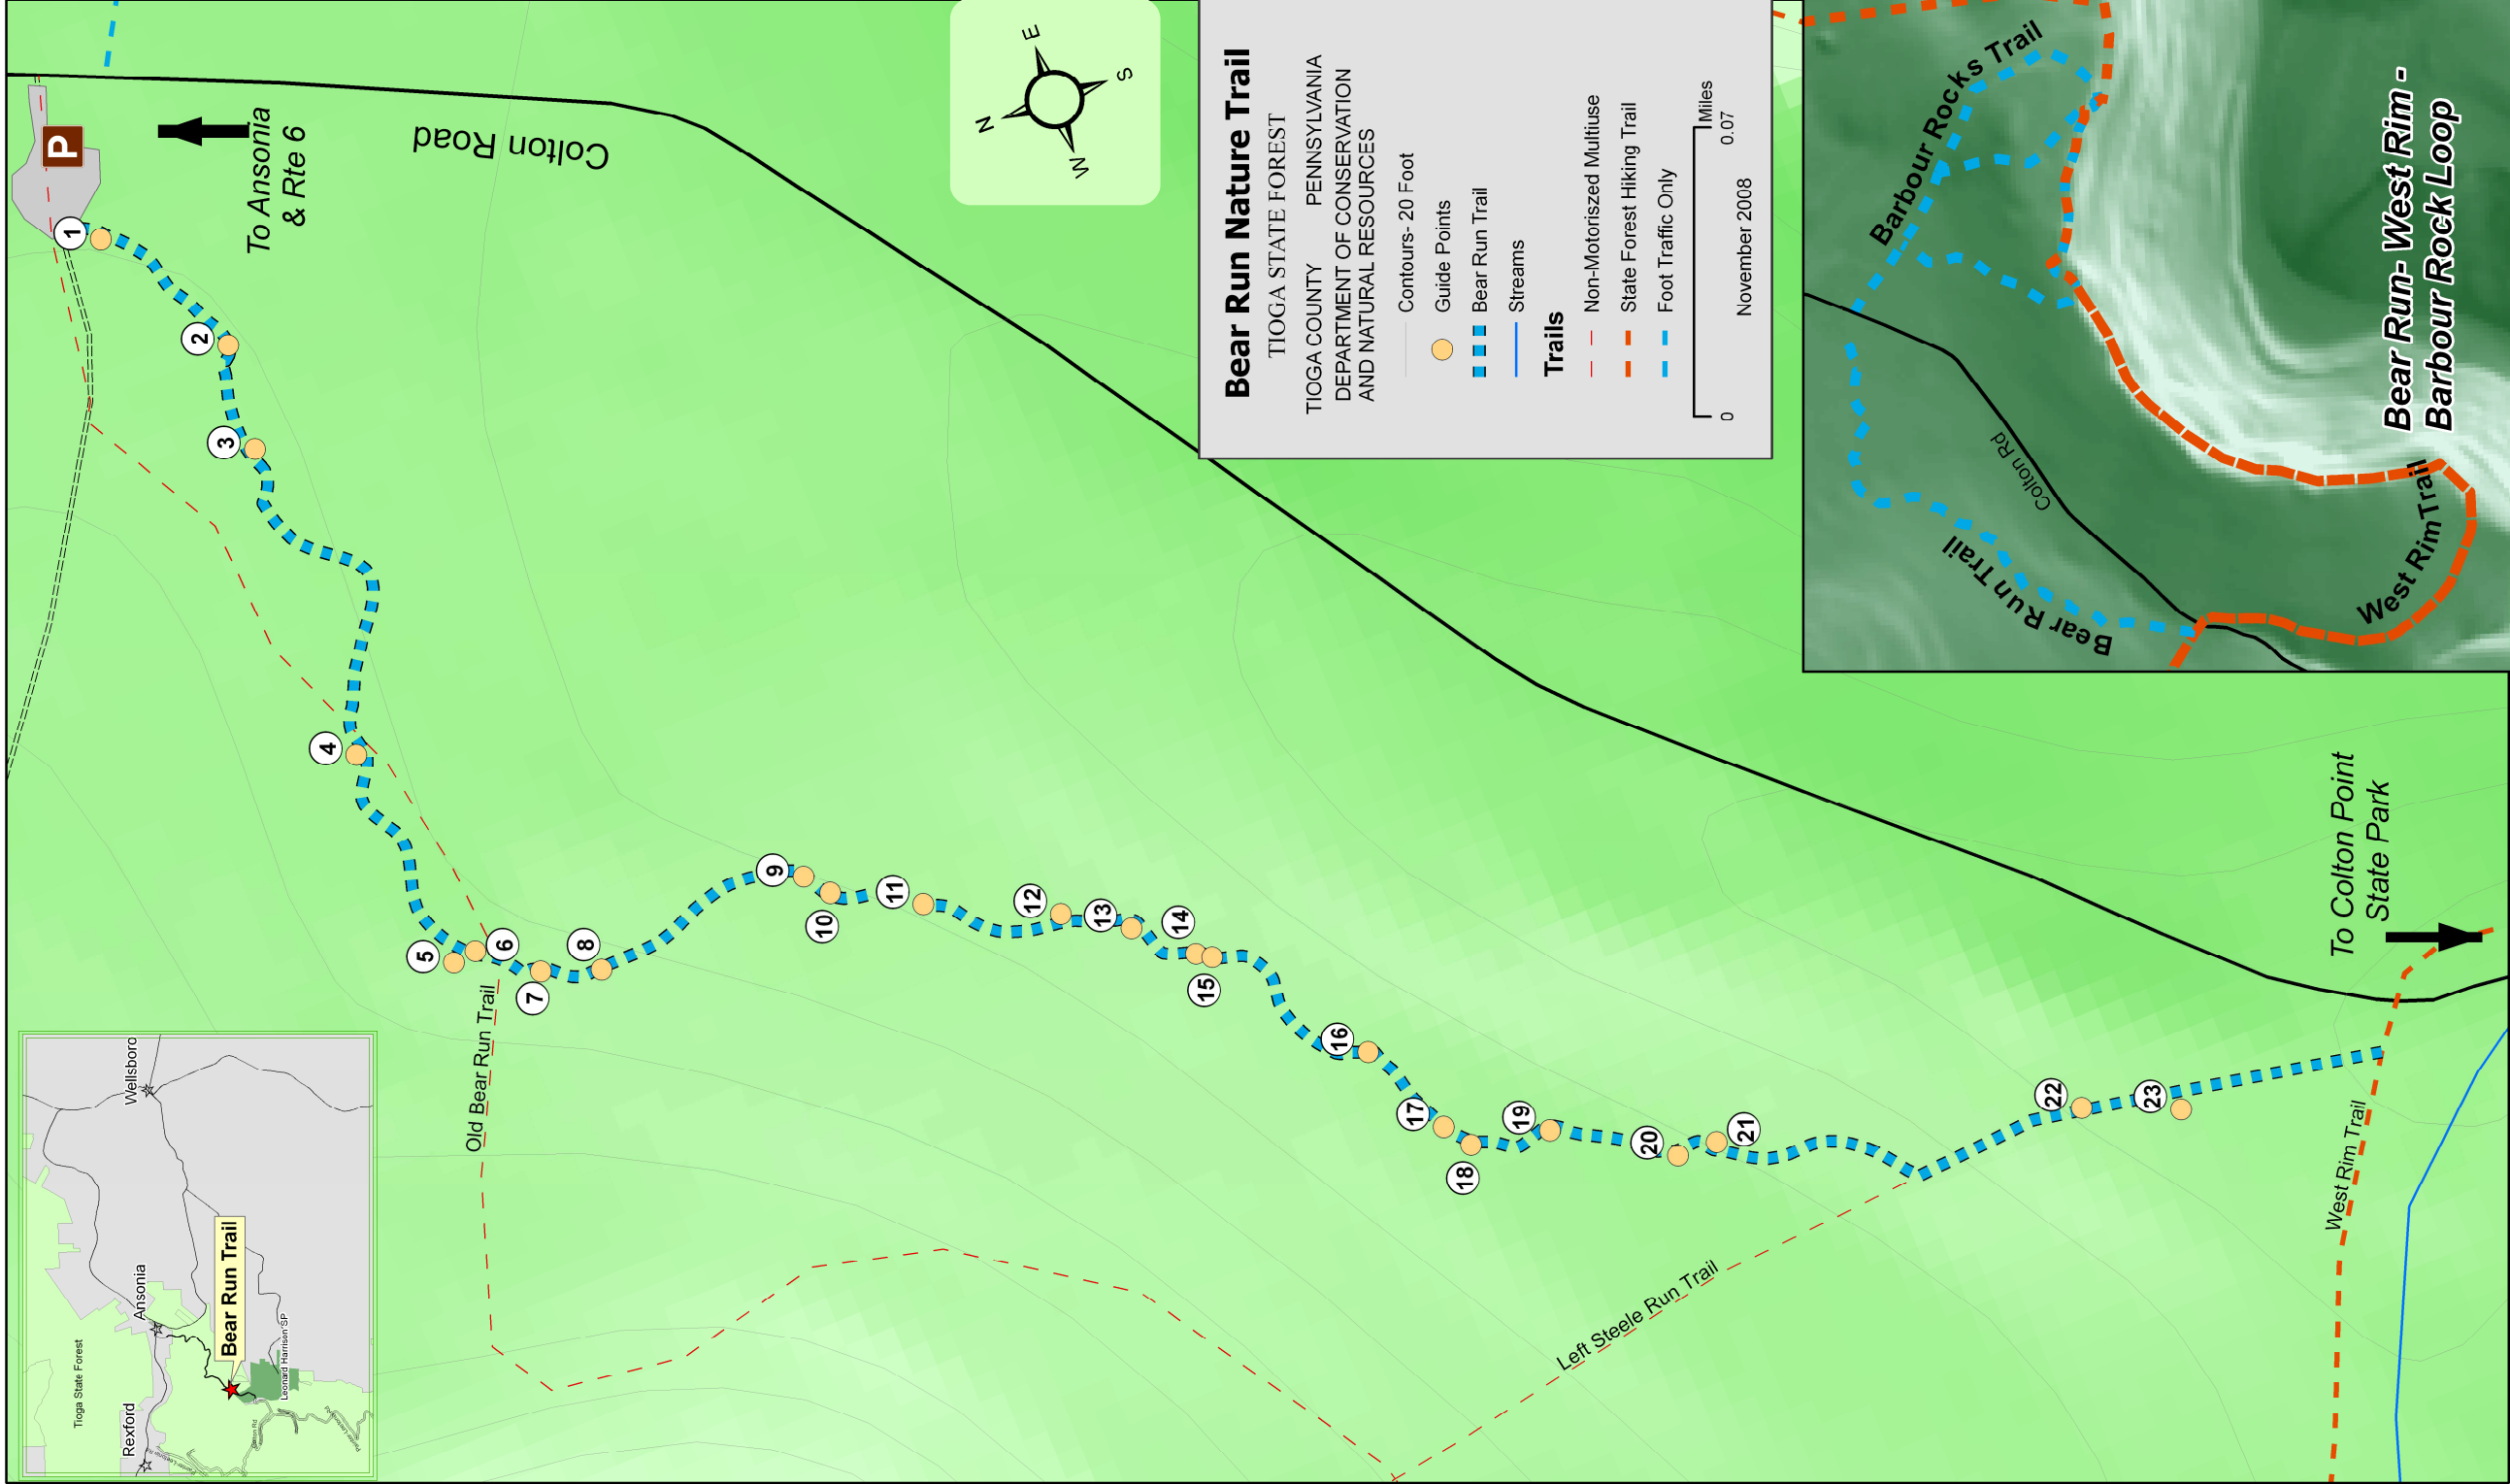 Bear Run Nature Trail
TIOGA STATE FOREST
TIOGA COUNTY PENNSYLVANIA
DEPARTMENT OF CONSERVATION
AND NATURAL RESOURCES
Contours- 20 Foot
Guide Points
Bear Run Trail
Streams
Trails
Non-Motoriszed Multiuse
State Forest Hiking Trail
Foot Traffic Only
0 0.07
Miles
November 2008
N
E
S
W
P
To Ansonia
& Rte 6
Colton Road
1
2
3
4
5
6
7
8
9
10
11
12
13
14
15
16
17
18
19
20
21
22
23
Old Bear Run Trail
Left Steele Run Trail
West Rim Trail
To Colton Point
State Park
Wellsboro
Ansonia
Rexford
Tioga State Forest
Bear Run Trail
Leonard Harrison SP
Barbour Rocks Trail
Colton Rd
Bear Run Trail
West Rim Trail
Bear Run- West Rim -
Barbour Rock Loop